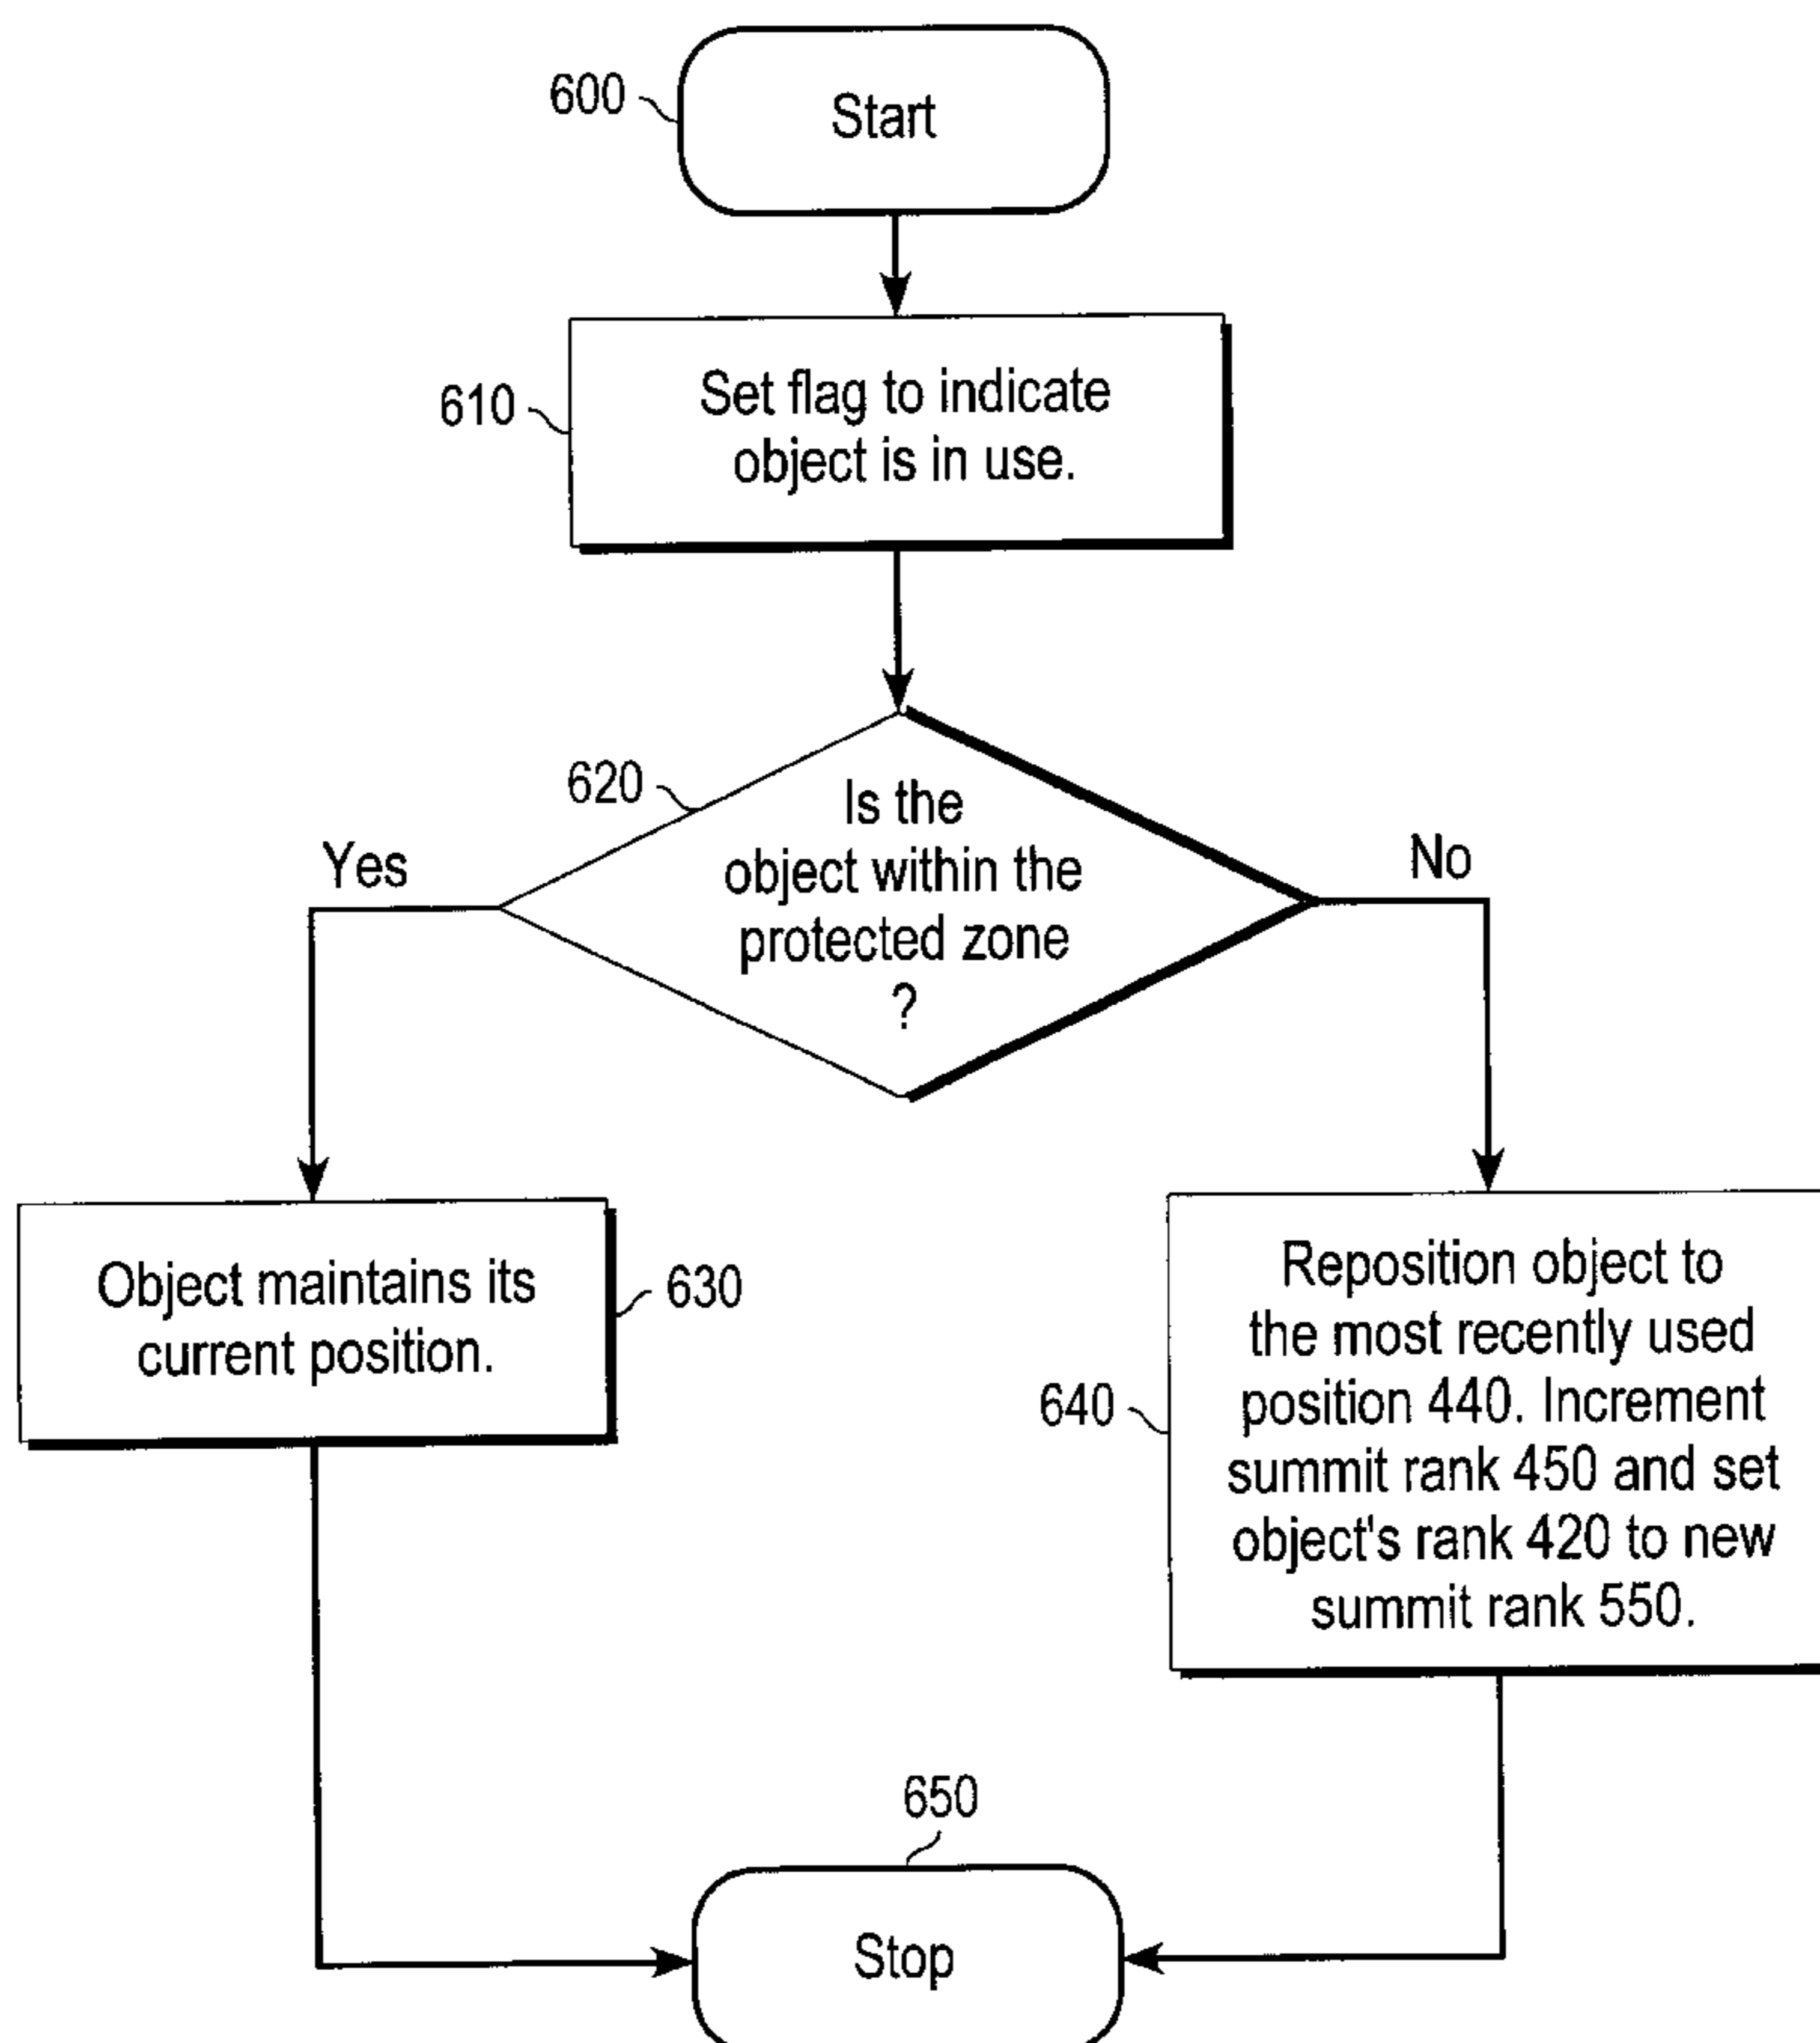 600
Start
610
Set flag to indicate
object is in use.
620
Is the
object within the
protected zone
?
Yes
No
Object maintains its
current position.
630
640
Reposition object to
the most recently used
position 440. Increment
summit rank 450 and set
object's rank 420 to new
summit rank 550.
650
Stop